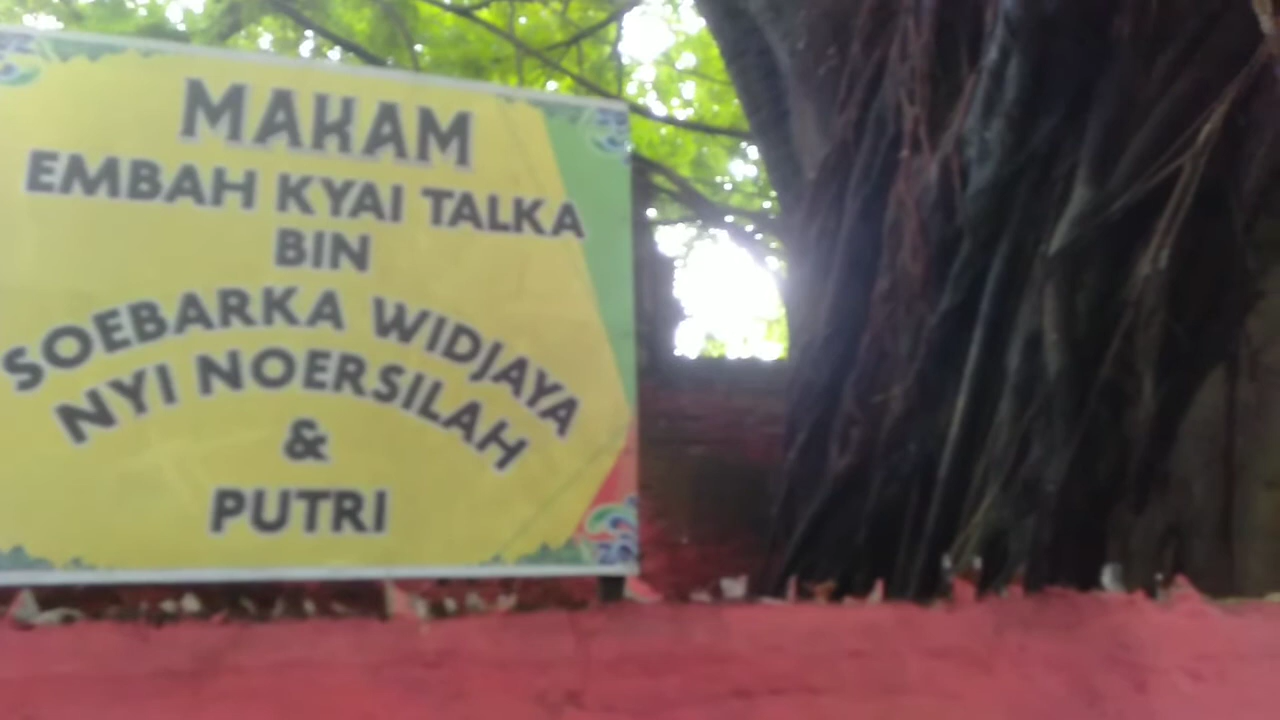 MAKAM
EMBAH KYAI TALKA
BIN
SOEBARKA WIDJAYA
NYI NOERSILAH
&
PUTRI